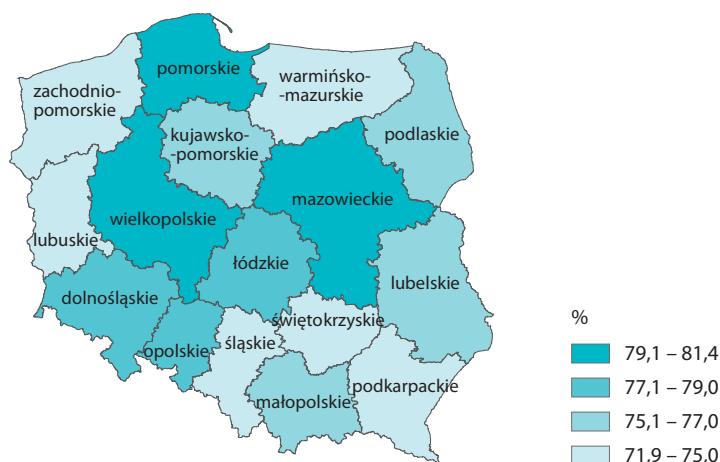 pomorskie
warmińsko-
-mazurskie
zachodnio-
pomorskie
podlaskie
kujawsko-
-pomorskie
mazowieckie
wielkopolskie
lubuskie
łódzkie
lubelskie
dolnośląskie
świętokrzyskie
opolskie
śląskie
podkarpackie
małopolskie
%
79,1 – 81,4
77,1 – 79,0
75,1 – 77,0
71,9 – 75,0